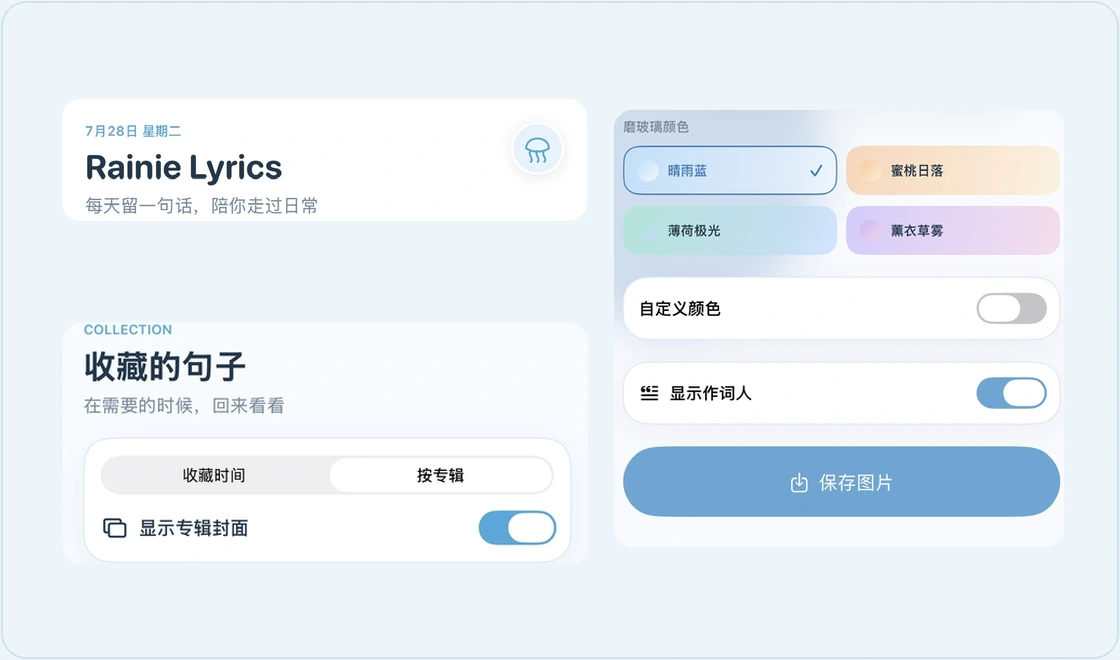 7月28日 星期二
Rainie Lyrics
每天留一句话，陪你走过日常
COLLECTION
收藏的句子
在需要的时候，回来看看
收藏时间
按专辑
显示专辑封面
磨玻璃颜色
晴雨蓝
蜜桃日落
薄荷极光
薰衣草雾
自定义颜色
显示作词人
保存图片